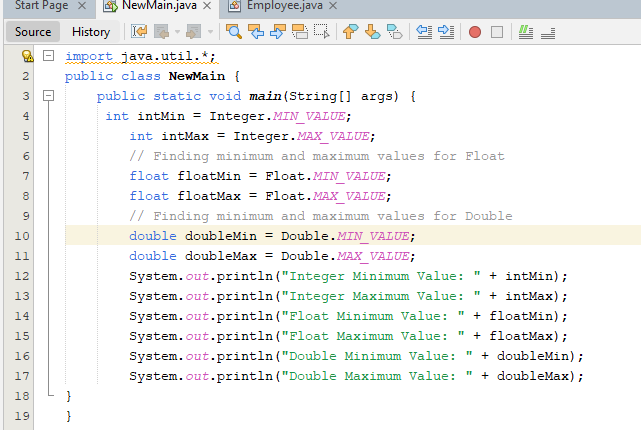 Start Page NewMain.java Employee.java
Source History
import java.util.*;
2 public class NewMain {
3 public static void main(String[] args) {
4 int intMin = Integer.MIN_VALUE;
5 int intMax = Integer.MAX_VALUE;
6 // Finding minimum and maximum values for Float
7 float floatMin = Float.MIN_VALUE;
8 float floatMax = Float.MAX_VALUE;
9 // Finding minimum and maximum values for Double
10 double doubleMin = Double.MIN_VALUE;
11 double doubleMax = Double.MAX_VALUE;
12 System.out.println("Integer Minimum Value: " + intMin);
13 System.out.println("Integer Maximum Value: " + intMax);
14 System.out.println("Float Minimum Value: " + floatMin);
15 System.out.println("Float Maximum Value: " + floatMax);
16 System.out.println("Double Minimum Value: " + doubleMin);
17 System.out.println("Double Maximum Value: " + doubleMax);
18 }
19 }